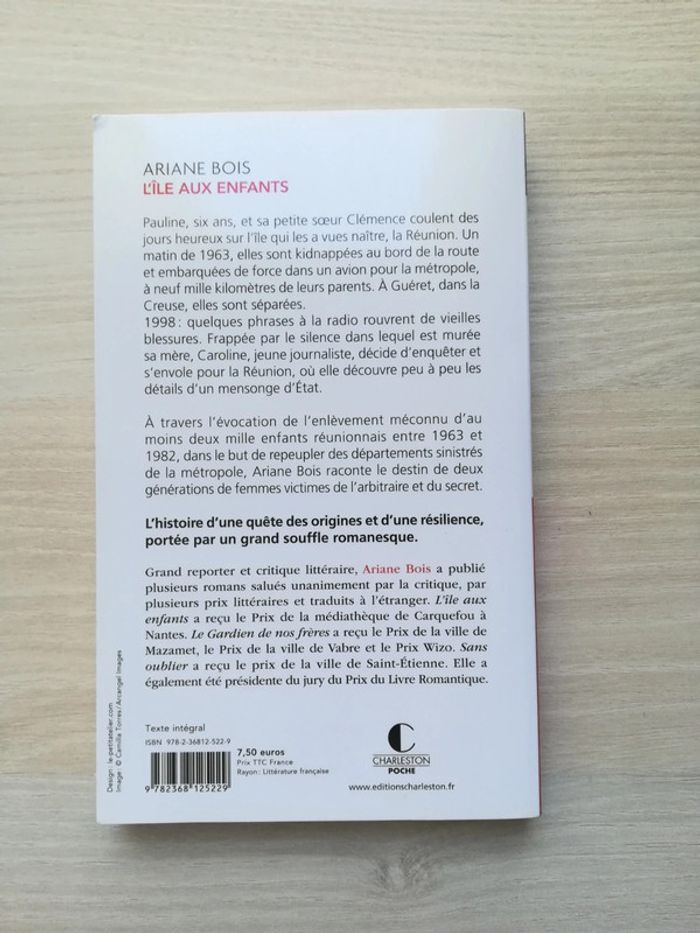 ARIANE BOIS
L'ÎLE AUX ENFANTS
Pauline, six ans, et sa petite sœur Clémence coulent des
jours heureux sur l'île qui les a vues naître, la Réunion. Un
matin de 1963, elles sont kidnappées au bord de la route
et embarquées de force dans un avion pour la métropole,
à neuf mille kilomètres de leurs parents. À Guéret, dans la
Creuse, elles sont séparées.
1998 : quelques phrases à la radio rouvrent de vieilles
blessures. Frappée par le silence dans lequel est murée
sa mère, Caroline, jeune journaliste, décide d'enquêter et
s'envole pour la Réunion, où elle découvre peu à peu les
détails d'un mensonge d'État.
À travers l'évocation de l'enlèvement méconnu d'au
moins deux mille enfants réunionnais entre 1963 et
1982, dans le but de repeupler des départements sinistrés
de la métropole, Ariane Bois raconte le destin de deux
générations de femmes victimes de l'arbitraire et du secret.
L'histoire d'une quête des origines et d'une résilience,
portée par un grand souffle romanesque.
Grand reporter et critique littéraire, Ariane Bois a publié
plusieurs romans salués unanimement par la critique, par
plusieurs prix littéraires et traduits à l'étranger. L'île aux
enfants a reçu le Prix de la médiathèque de Carquefou à
Nantes. Le Gardien de nos frères a reçu le Prix de la ville de
Mazamet, le Prix de la ville de Vabre et le Prix Wizo. Sans
oublier a reçu le prix de la ville de Saint-Étienne. Elle a
également été présidente du jury du Prix du Livre Romantique.
Design : le-petitatelier.com
Image : © Camilla Torres / Arcangel Images
Texte intégral
ISBN 978-2-36812-522-9
7,50 euros
Prix TTC France
Rayon : Littérature française
9 782368 125229
C
CHARLESTON
POCHE
www.editionscharleston.fr